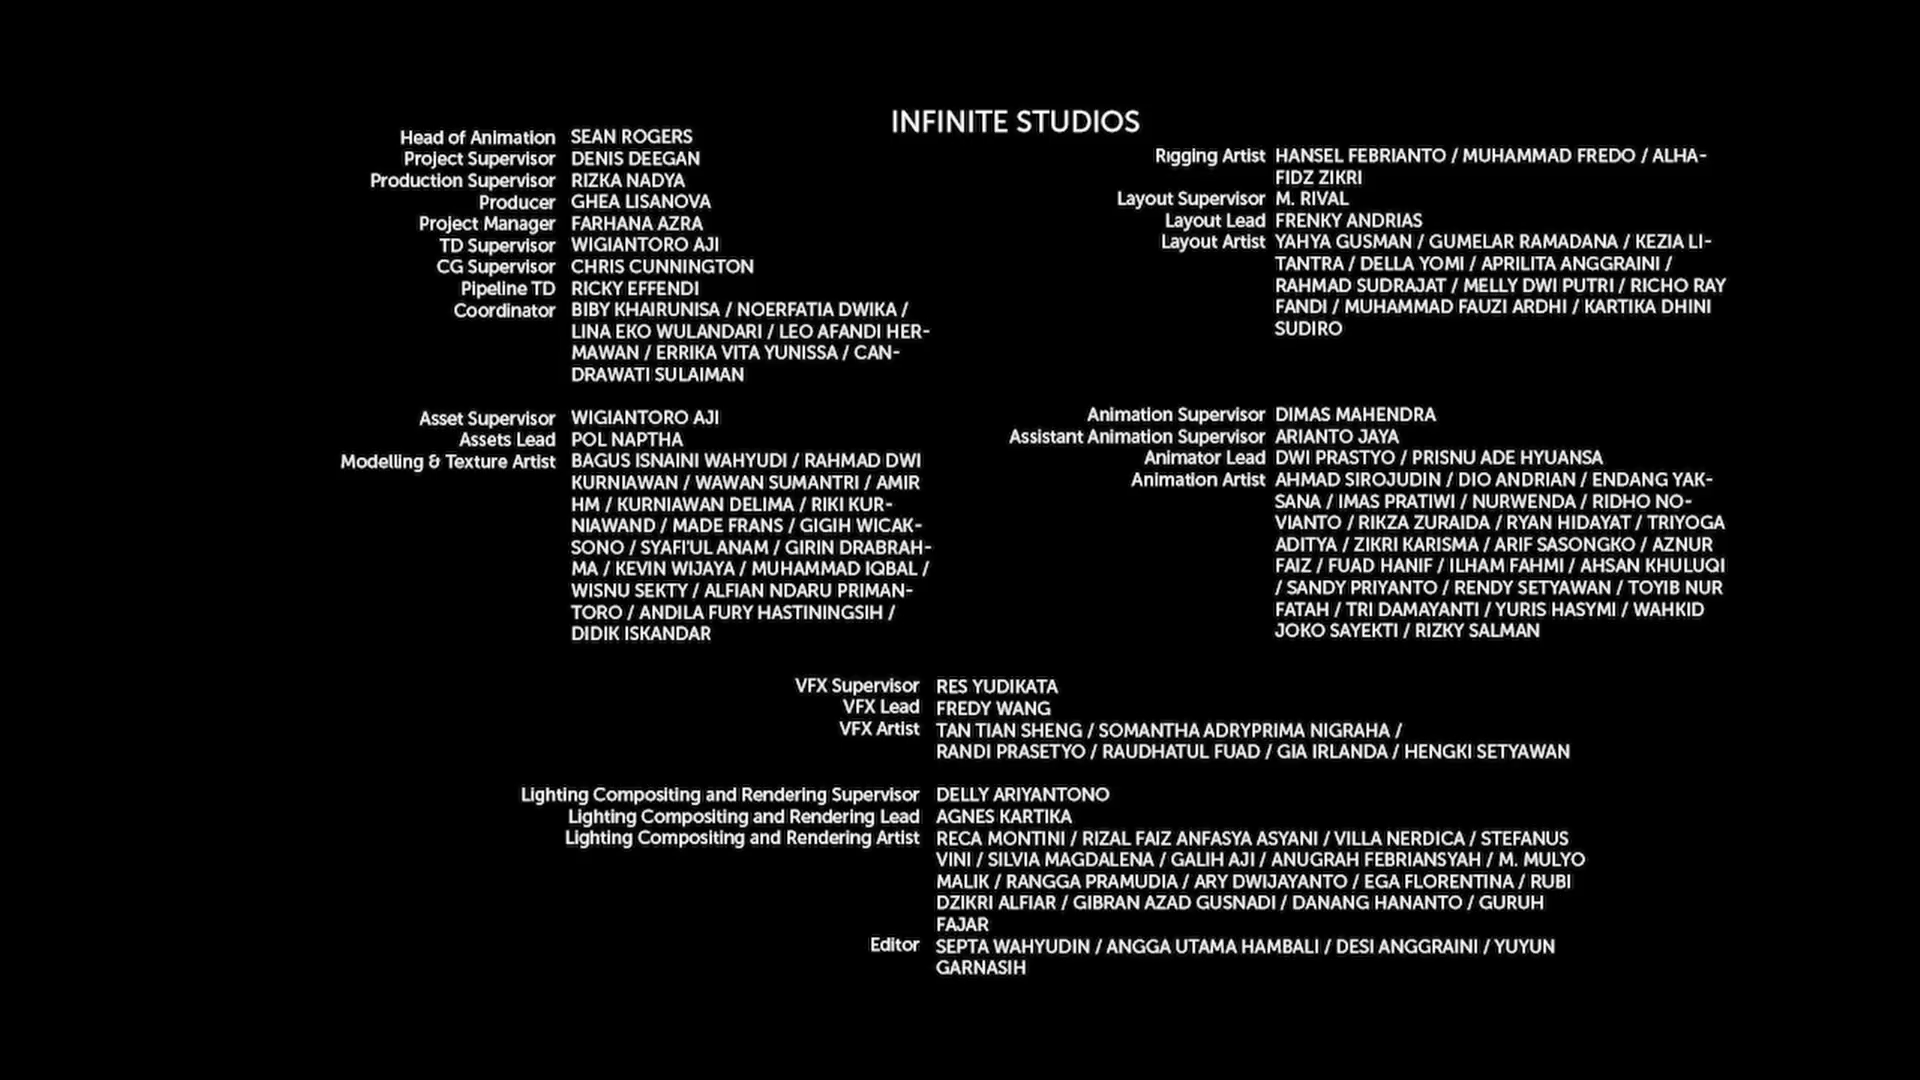 INFINITE STUDIOS
Head of Animation SEAN ROGERS
Project Supervisor DENIS DEEGAN
Production Supervisor RIZKA NADYA
Producer GHEA LISANOVA
Project Manager FARHANA AZRA
TD Supervisor WIGIANTORO AJI
CG Supervisor CHRIS CUNNINGTON
Pipeline TD RICKY EFFENDI
Coordinator BIBY KHAIRUNISA / NOERFATIA DWIKA /
LINA EKO WULANDARI / LEO AFANDI HER-
MAWAN / ERRIKA VITA YUNISSA / CAN-
DRAWATI SULAIMAN
Rigging Artist HANSEL FEBRIANTO / MUHAMMAD FREDO / ALHA-
FIDZ ZIKRI
Layout Supervisor M. RIVAL
Layout Lead FRENKY ANDRIAS
Layout Artist YAHYA GUSMAN / GUMELAR RAMADANA / KEZIA LI-
TANTRA / DELLA YOMI / APRILITA ANGGRAINI /
RAHMAD SUDRAJAT / MELLY DWI PUTRI / RICHO RAY
FANDI / MUHAMMAD FAUZI ARDHI / KARTIKA DHINI
SUDIRO
Asset Supervisor WIGIANTORO AJI
Assets Lead POL NAPTHA
Modelling & Texture Artist BAGUS ISNAINI WAHYUDI / RAHMAD DWI
KURNIAWAN / WAWAN SUMANTRI / AMIR
HM / KURNIAWAN DELIMA / RIKI KUR-
NIAWAND / MADE FRANS / GIGIH WICAK-
SONO / SYAFI'UL ANAM / GIRIN DRABRAH-
MA / KEVIN WIJAYA / MUHAMMAD IQBAL /
WISNU SEKTY / ALFIAN NDARU PRIMAN-
TORO / ANDILA FURY HASTININGSIH /
DIDIK ISKANDAR
Animation Supervisor DIMAS MAHENDRA
Assistant Animation Supervisor ARIANTO JAYA
Animator Lead DWI PRASTYO / PRISNU ADE HYUANSA
Animation Artist AHMAD SIROJUDIN / DIO ANDRIAN / ENDANG YAK-
SANA / IMAS PRATIWI / NURWENDA / RIDHO NO-
VIANTO / RIKZA ZURAIDA / RYAN HIDAYAT / TRIYOGA
ADITYA / ZIKRI KARISMA / ARIF SASONGKO / AZNUR
FAIZ / FUAD HANIF / ILHAM FAHMI / AHSAN KHULUQI
/ SANDY PRIYANTO / RENDY SETYAWAN / TOYIB NUR
FATAH / TRI DAMAYANTI / YURIS HASYMI / WAHKID
JOKO SAYEKTI / RIZKY SALMAN
VFX Supervisor RES YUDIKATA
VFX Lead FREDY WANG
VFX Artist TAN TIAN SHENG / SOMANTHA ADRYPRIMA NIGRAHA /
RANDI PRASETYO / RAUDHATUL FUAD / GIA IRLANDA / HENGKI SETYAWAN
Lighting Compositing and Rendering Supervisor DELLY ARIYANTONO
Lighting Compositing and Rendering Lead AGNES KARTIKA
Lighting Compositing and Rendering Artist RECA MONTINI / RIZAL FAIZ ANFASYA ASYANI / VILLA NERDICA / STEFANUS
VINI / SILVIA MAGDALENA / GALIH AJI / ANUGRAH FEBRIANSYAH / M. MULYO
MALIK / RANGGA PRAMUDIA / ARY DWIJAYANTO / EGA FLORENTINA / RUBI
DZIKRI ALFIAR / GIBRAN AZAD GUSNADI / DANANG HANANTO / GURUH
FAJAR
Editor SEPTA WAHYUDIN / ANGGA UTAMA HAMBALI / DESI ANGGRAINI / YUYUN
GARNASIH